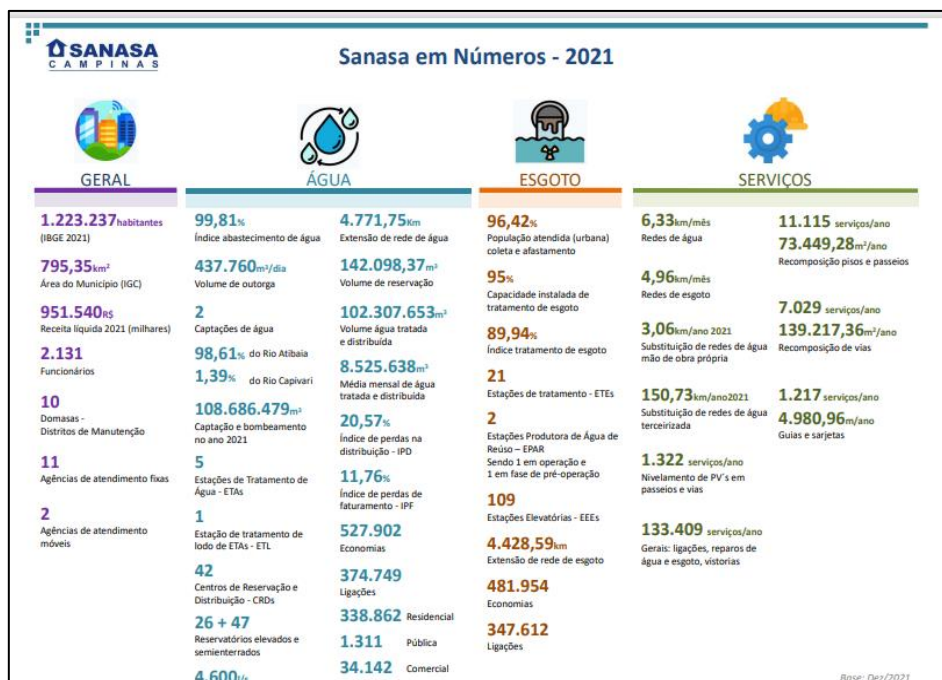 SANASA
CAMPINAS
Sanasa em Números - 2021
GERAL
1.223.237habitantes
(IBGE 2021)
795,35km²
Área do Município (IGC)
951.540R$
Receita líquida 2021 (milhares)
2.131
Funcionários
10
Domasas -
Distritos de Manutenção
11
Agências de atendimento fixas
2
Agências de atendimento
móveis
ÁGUA
99,81%
Índice abastecimento de água
437.760m³/dia
Volume de outorga
2
Captações de água
98,61% do Rio Atibaia
1,39% do Rio Capivari
108.686.479m³
Captação e bombeamento
no ano 2021
5
Estações de Tratamento de
Água - ETAs
1
Estação de tratamento de
lodo de ETAs - ETL
42
Centros de Reservação e
Distribuição - CRDs
26 + 47
Reservatórios elevados e
semienterrados
4.600l/s
4.771,75Km
Extensão de rede de água
142.098,37m³
Volume de reservação
102.307.653m³
Volume água tratada
e distribuída
8.525.638m³
Média mensal de água
tratada e distribuída
20,57%
Índice de perdas na
distribuição - IPD
11,76%
Índice de perdas de
faturamento - IPF
527.902
Economias
374.749
Ligações
338.862 Residencial
1.311 Pública
34.142 Comercial
ESGOTO
96,42%
População atendida (urbana)
coleta e afastamento
95%
Capacidade instalada de
tratamento de esgoto
89,94%
Índice tratamento de esgoto
21
Estações de tratamento - ETEs
2
Estações Produtora de Água de
Reúso – EPAR
Sendo 1 em operação e
1 em fase de pré-operação
109
Estações Elevatórias - EEEs
4.428,59km
Extensão de rede de esgoto
481.954
Economias
347.612
Ligações
SERVIÇOS
6,33km/mês
Redes de água
4,96km/mês
Redes de esgoto
3,06km/ano 2021
Substituição de redes de água
mão de obra própria
150,73km/ano2021
Substituição de redes de água
terceirizada
1.322 serviços/ano
Nivelamento de PV´s em
passeios e vias
133.409 serviços/ano
Gerais: ligações, reparos de
água e esgoto, vistorias
11.115 serviços/ano
73.449,28m²/ano
Recomposição pisos e passeios
7.029 serviços/ano
139.217,36m²/ano
Recomposição de vias
1.217 serviços/ano
4.980,96m/ano
Guias e sarjetas
Base: Dez/2021